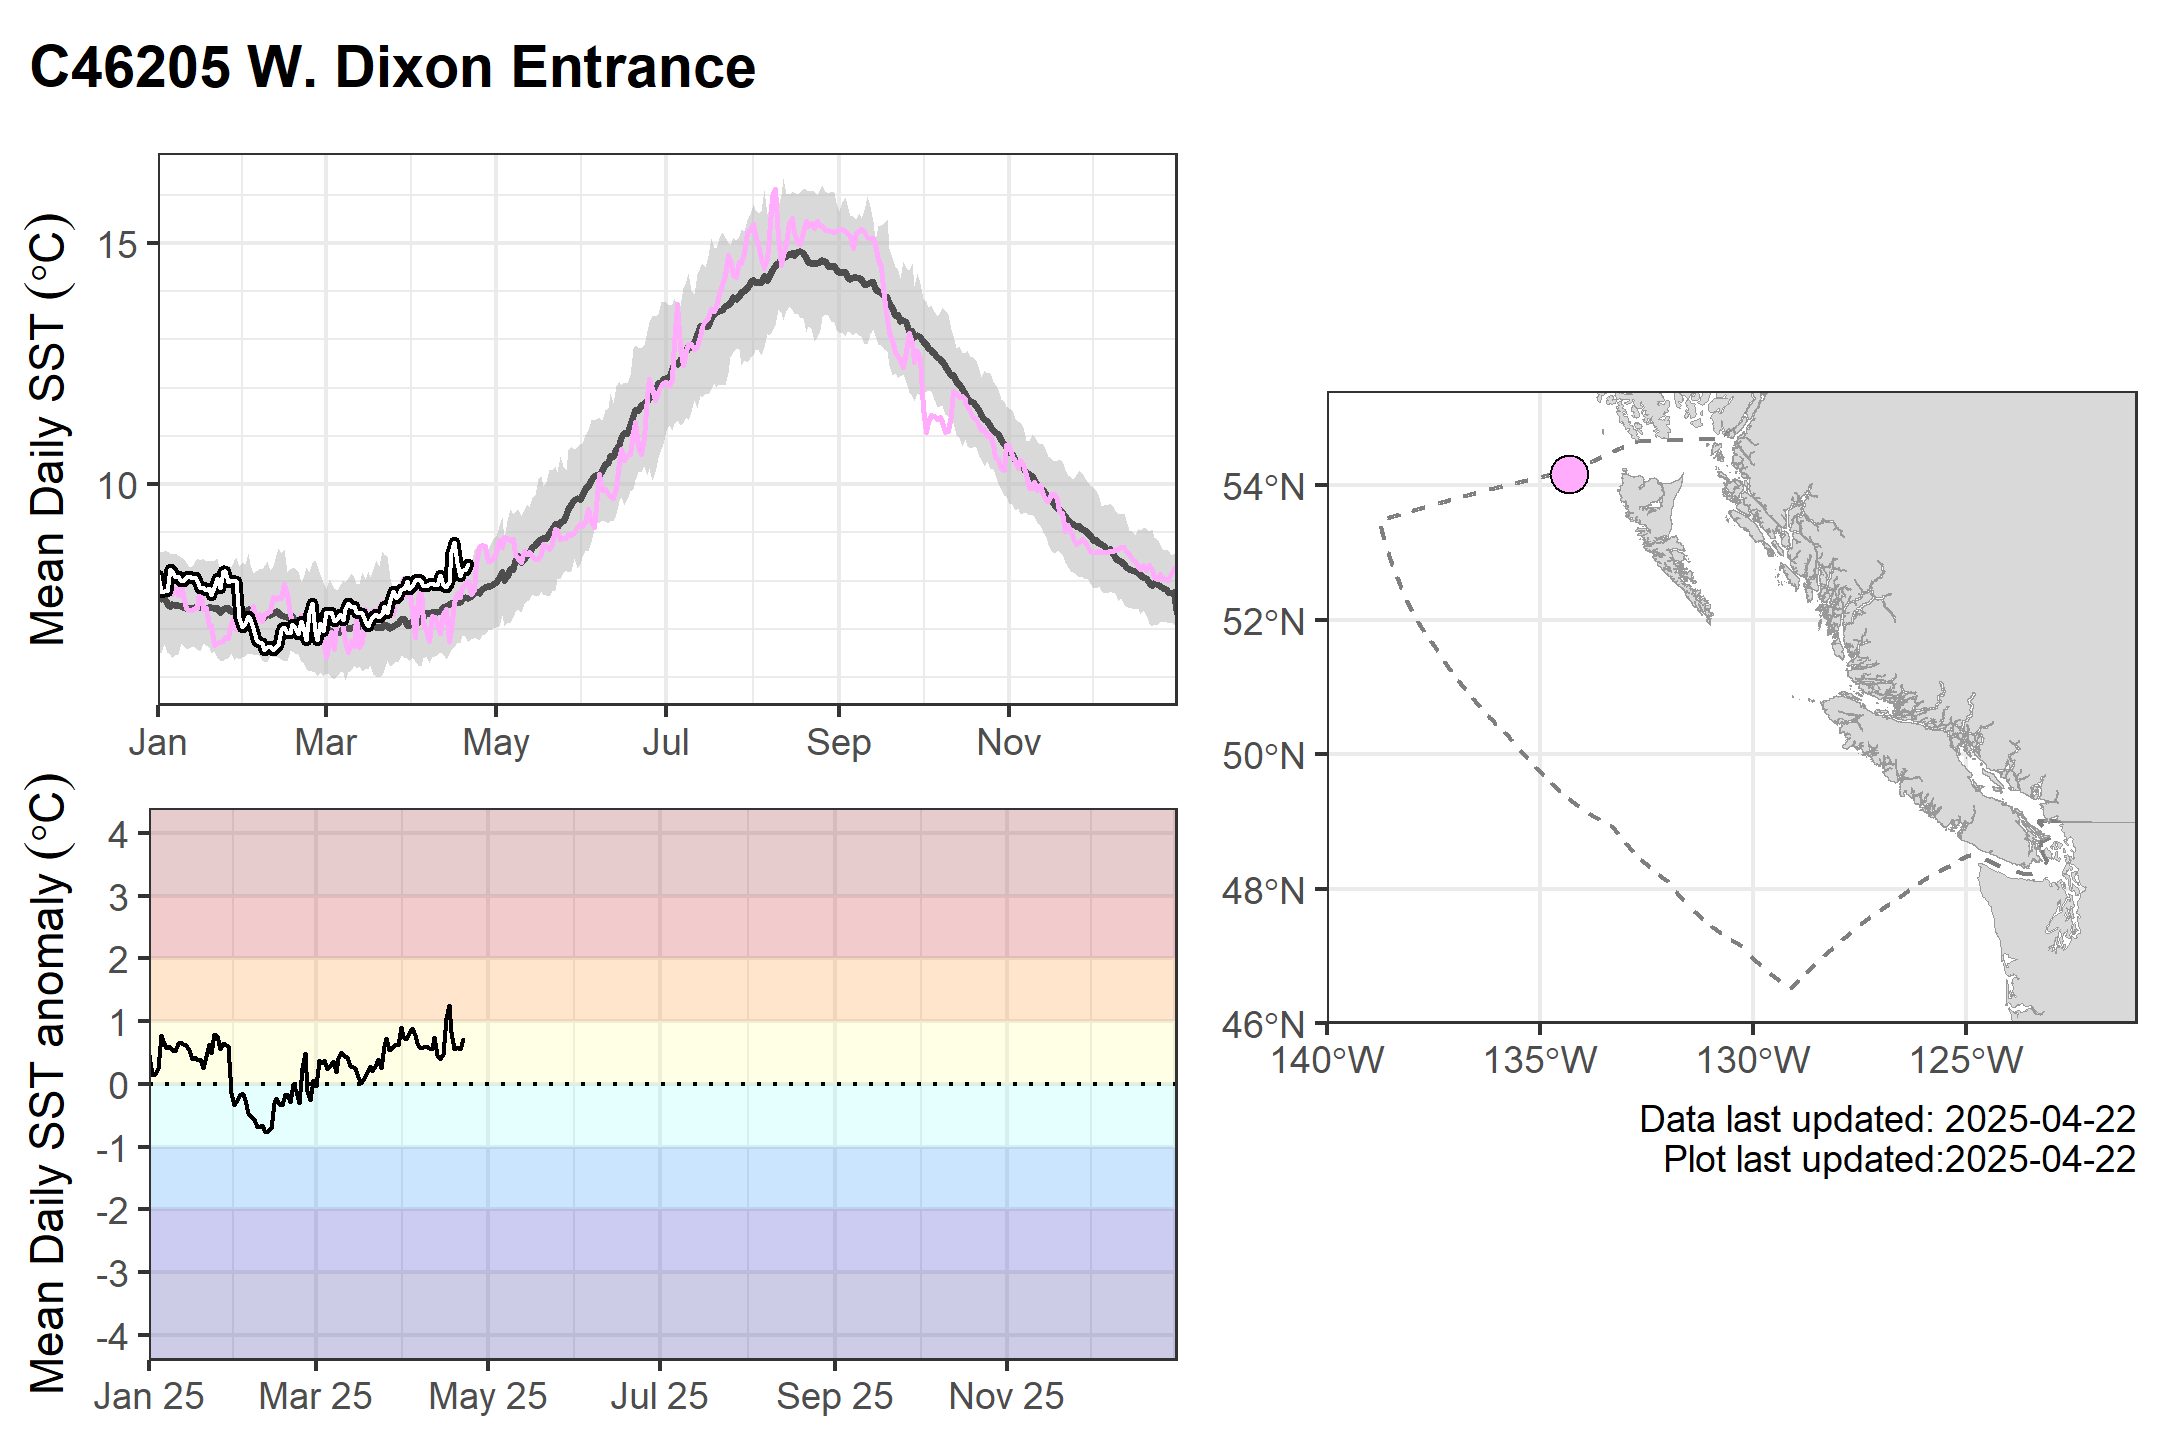 C46205 W. Dixon Entrance
Mean Daily SST (°C)
15
10
Jan Mar May Jul Sep Nov
Mean Daily SST anomaly (°C)
4
3
2
1
0
-1
-2
-3
-4
Jan 25 Mar 25 May 25 Jul 25 Sep 25 Nov 25
54°N
52°N
50°N
48°N
46°N
140°W 135°W 130°W 125°W
Data last updated: 2025-04-22
Plot last updated:2025-04-22